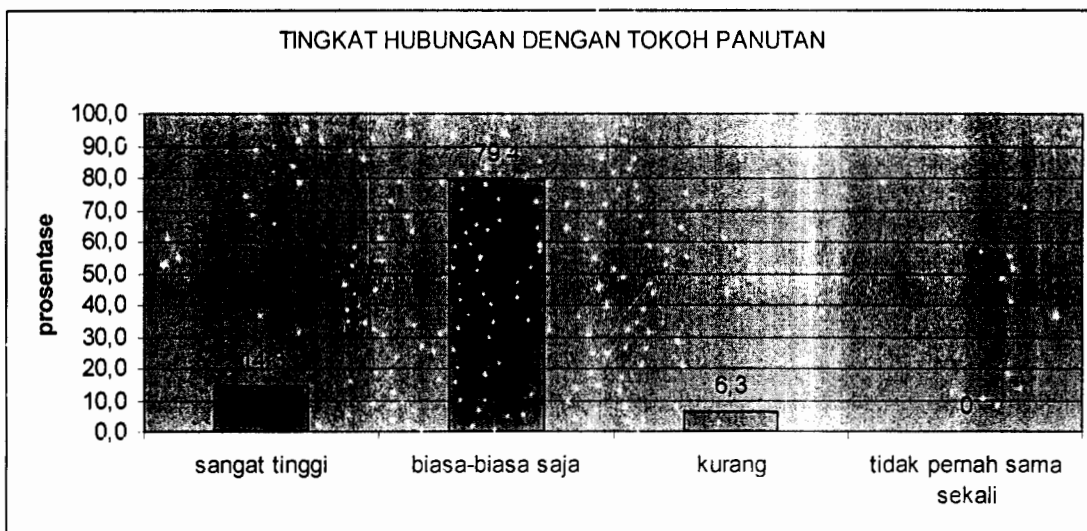 TINGKAT HUBUNGAN DENGAN TOKOH PANUTAN
100,0
90,0
80,0
70,0
60,0
50,0
40,0
30,0
20,0
10,0
0,0
prosentase
6,3
0
sangat tinggi
biasa-biasa saja
kurang
tidak pernah sama
sekali